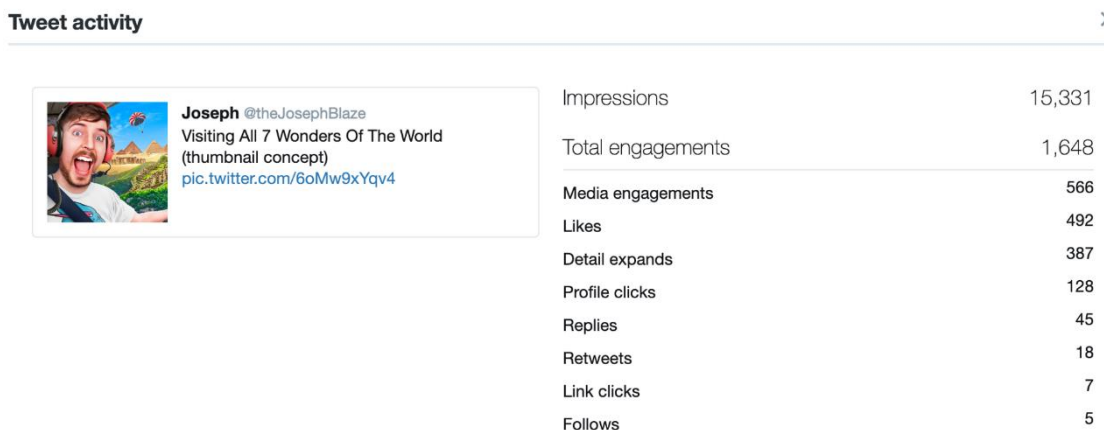 Tweet activity
Joseph @theJosephBlaze
Visiting All 7 Wonders Of The World
(thumbnail concept)
pic.twitter.com/6oMw9xYqv4
Impressions 15,331
Total engagements 1,648
Media engagements 566
Likes 492
Detail expands 387
Profile clicks 128
Replies 45
Retweets 18
Link clicks 7
Follows 5